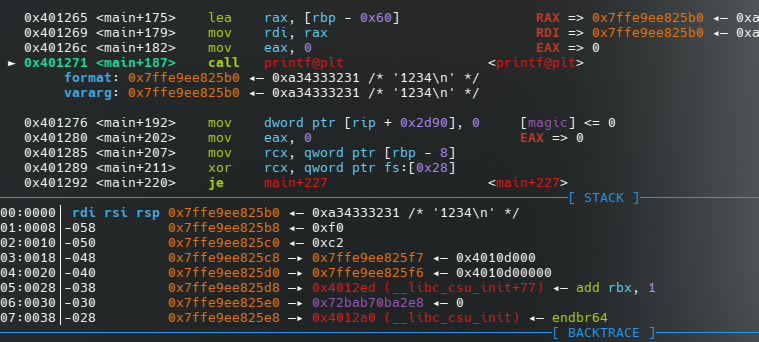 0x401265 <main+175> lea rax, [rbp - 0x60] RAX => 0x7ffe9ee825b0 ◂— 0xa
0x401269 <main+179> mov rdi, rax RDI => 0x7ffe9ee825b0 ◂— 0xa
0x40126c <main+182> mov eax, 0 EAX => 0
► 0x401271 <main+187> call printf@plt <printf@plt>
format: 0x7ffe9ee825b0 ◂— 0xa34333231 /* '1234\n' */
vararg: 0x7ffe9ee825b0 ◂— 0xa34333231 /* '1234\n' */
0x401276 <main+192> mov dword ptr [rip + 0x2d90], 0 [magic] <= 0
0x401280 <main+202> mov eax, 0 EAX => 0
0x401285 <main+207> mov rcx, qword ptr [rbp - 8]
0x401289 <main+211> xor rcx, qword ptr fs:[0x28]
0x401292 <main+220> je main+227 <main+227>
[ STACK ]
00:0000│ rdi rsi rsp 0x7ffe9ee825b0 ◂— 0xa34333231 /* '1234\n' */
01:0008│-058 0x7ffe9ee825b8 ◂— 0xf0
02:0010│-050 0x7ffe9ee825c0 ◂— 0xc2
03:0018│-048 0x7ffe9ee825c8 —▸ 0x7ffe9ee825f7 ◂— 0x4010d000
04:0020│-040 0x7ffe9ee825d0 —▸ 0x7ffe9ee825f6 ◂— 0x4010d00000
05:0028│-038 0x7ffe9ee825d8 —▸ 0x4012ed (__libc_csu_init+77) ◂— add rbx, 1
06:0030│-030 0x7ffe9ee825e0 —▸ 0x72bab70ba2e8 ◂— 0
07:0038│-028 0x7ffe9ee825e8 —▸ 0x4012a0 (__libc_csu_init) ◂— endbr64
[ BACKTRACE ]